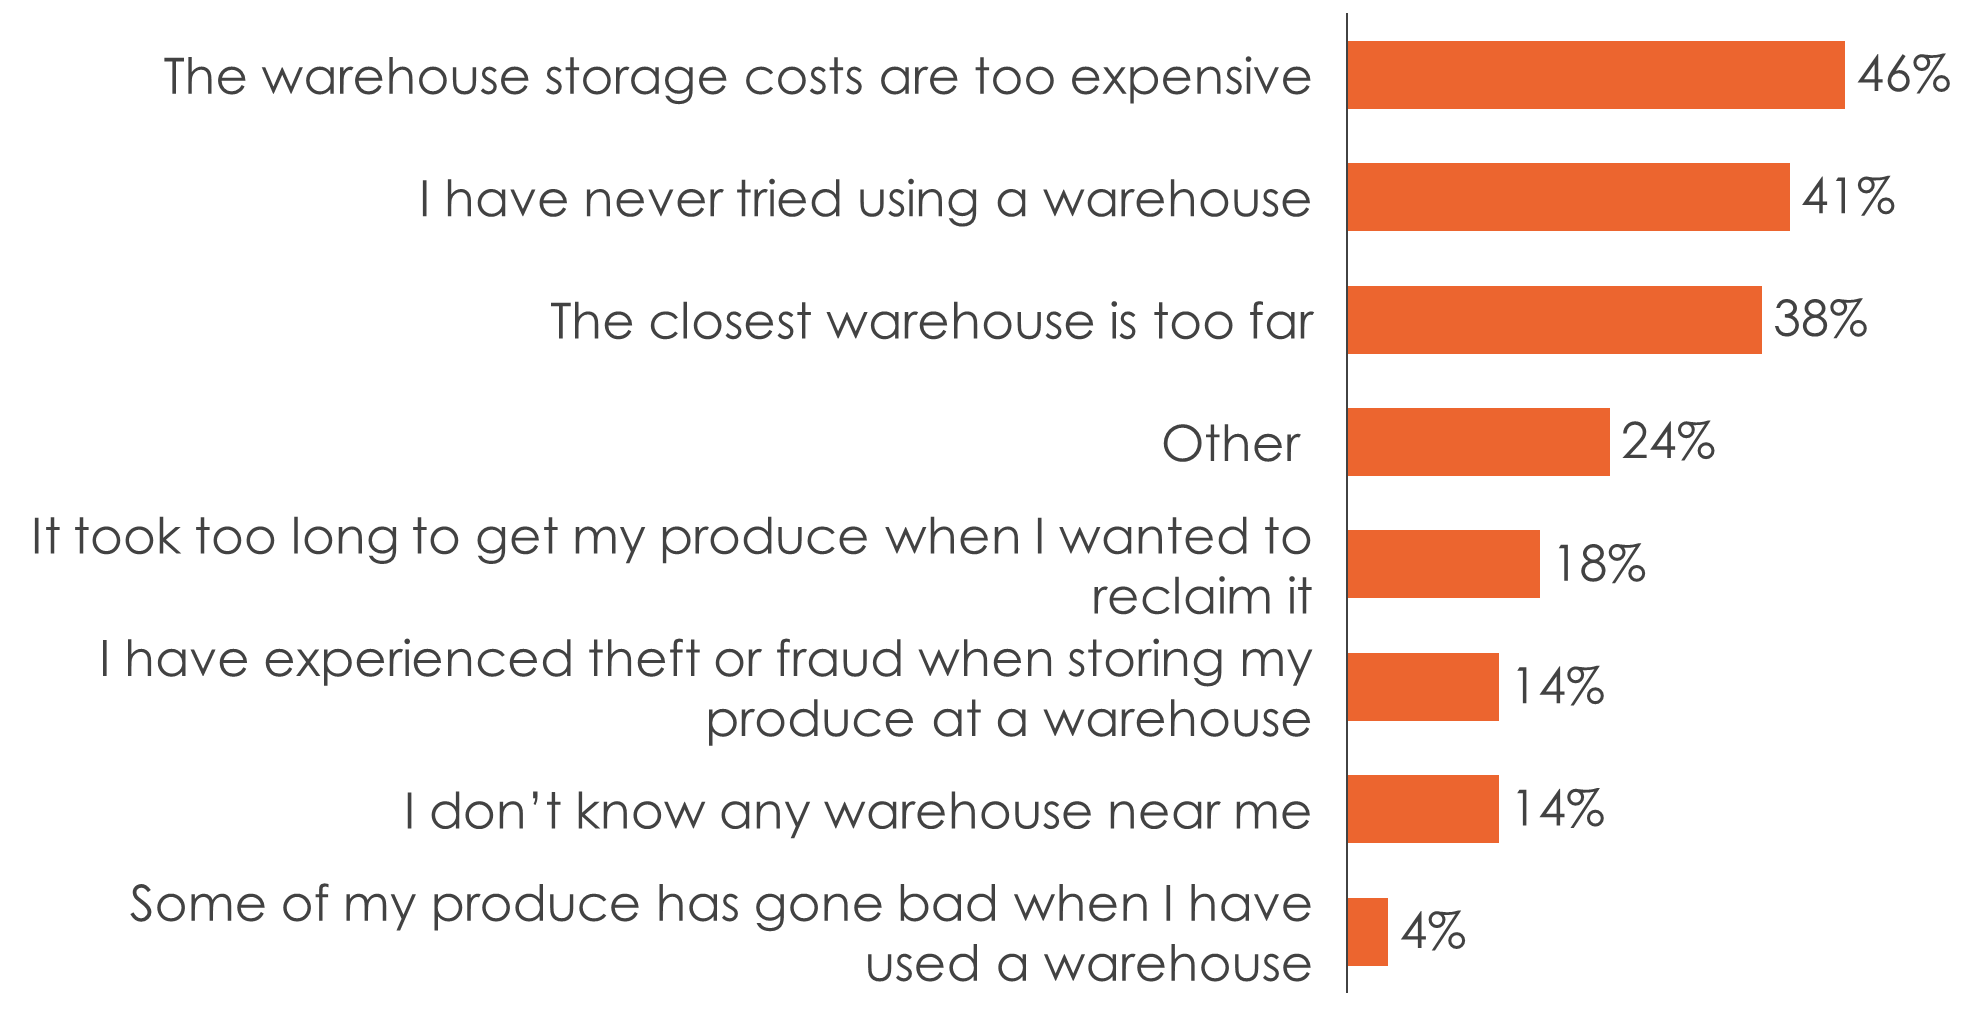 The warehouse storage costs are too expensive 46%
I have never tried using a warehouse 41%
The closest warehouse is too far 38%
Other 24%
It took too long to get my produce when I wanted to
reclaim it 18%
I have experienced theft or fraud when storing my
produce at a warehouse 14%
I don’t know any warehouse near me 14%
Some of my produce has gone bad when I have
used a warehouse 4%